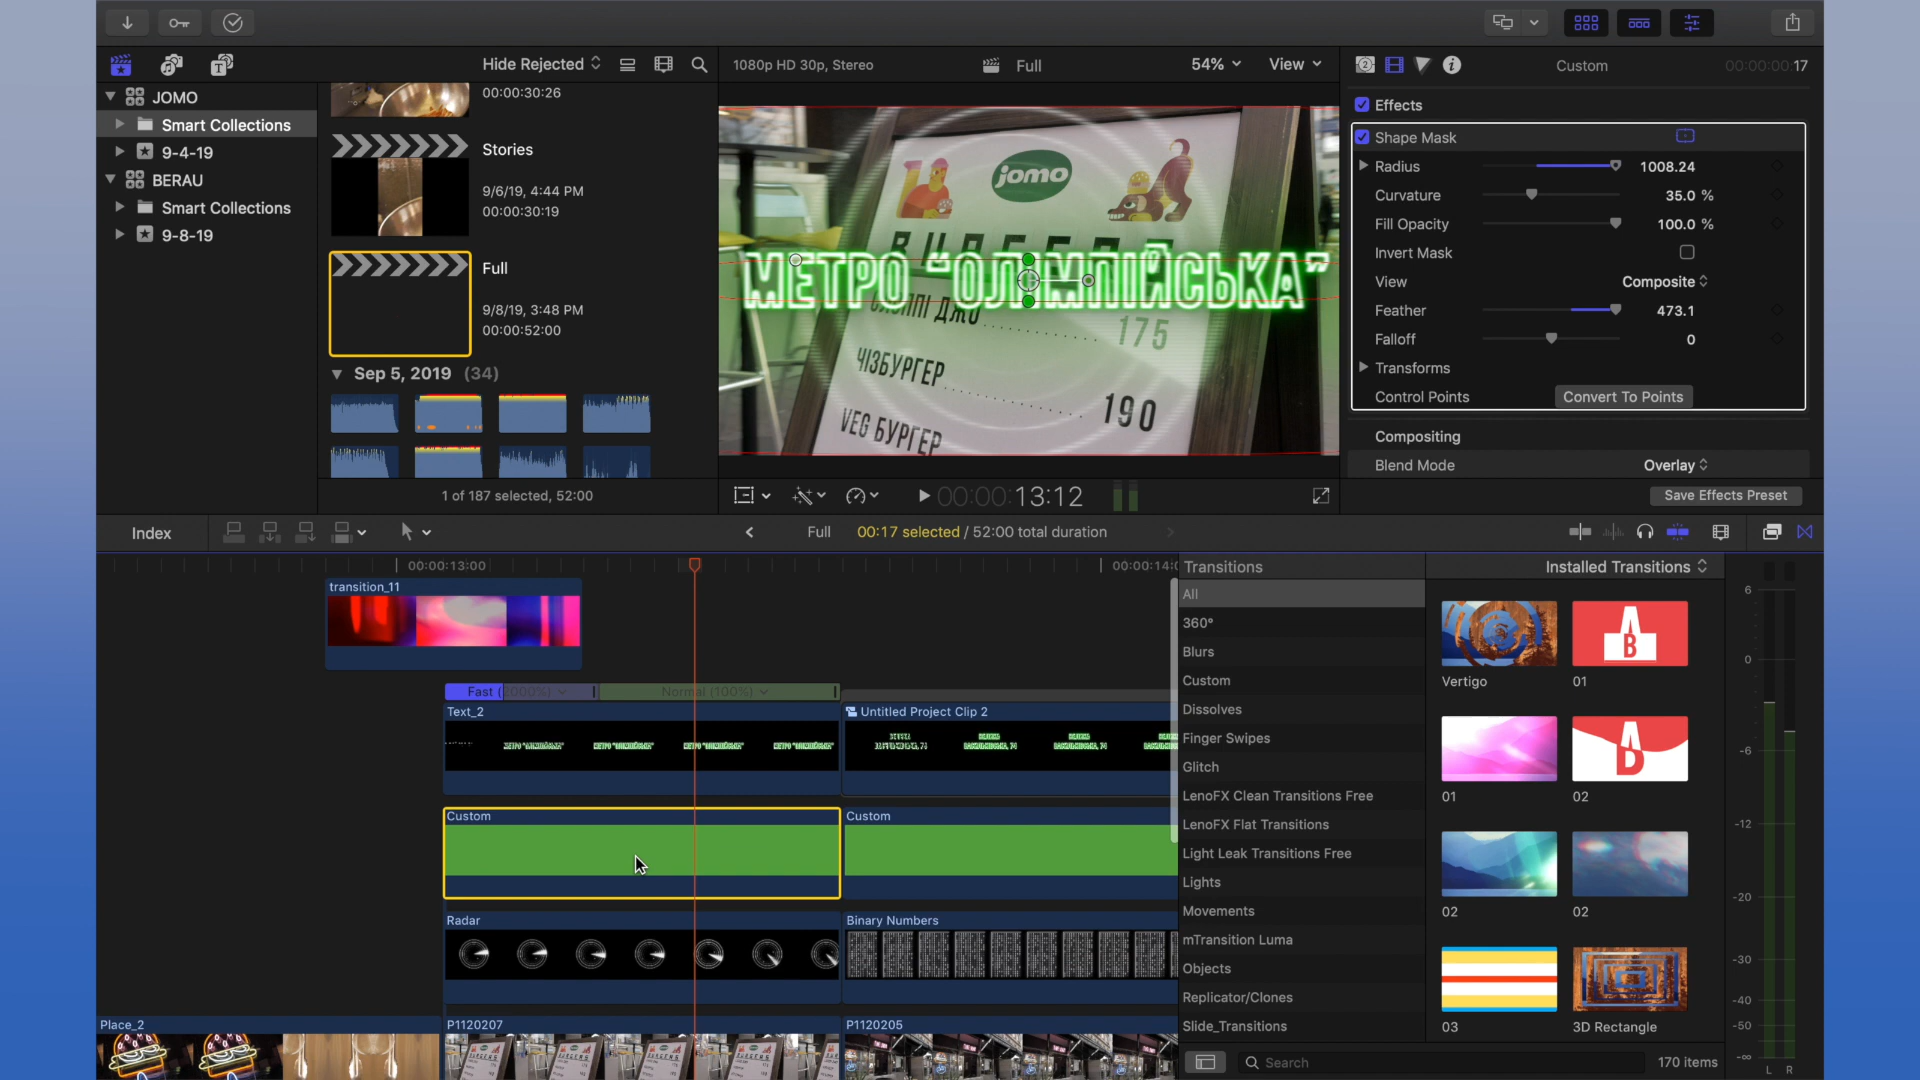 Hide Rejected
1080p HD 30p, Stereo
Full
54%
View
Custom
00:00:00:17
JOMO
Smart Collections
9-4-19
BERAU
Smart Collections
9-8-19
00:00:30:26
Stories
9/6/19, 4:44 PM
00:00:30:19
Full
9/8/19, 3:48 PM
00:00:52:00
Sep 5, 2019 (34)
1 of 187 selected, 52:00
jomo
МЕТРО “ОЛІМПІЙСЬКА”
175
ЧІЗБУРГЕР
190
VEG БУРГЕР
00:00:13:12
Effects
Shape Mask
Radius 1008.24
Curvature 35.0 %
Fill Opacity 100.0 %
Invert Mask
View Composite
Feather 473.1
Falloff 0
Transforms
Control Points Convert To Points
Compositing
Blend Mode Overlay
Save Effects Preset
Index
Full 00:17 selected / 52:00 total duration
00:00:13:00
transition_11
Fast (2000%)
Normal (100%)
Text_2
Untitled Project Clip 2
Custom
Custom
Radar
Binary Numbers
Place_2
P1120207
P1120205
Transitions
Installed Transitions
All
360°
Blurs
Custom
Dissolves
Finger Swipes
Glitch
LenoFX Clean Transitions Free
LenoFX Flat Transitions
Light Leak Transitions Free
Lights
Movements
mTransition Luma
Objects
Replicator/Clones
Slide_Transitions
A
B
Vertigo
01
01
02
02
02
03
3D Rectangle
Search
170 items
6
0
-6
-12
-20
-30
-40
-50
-∞
L R